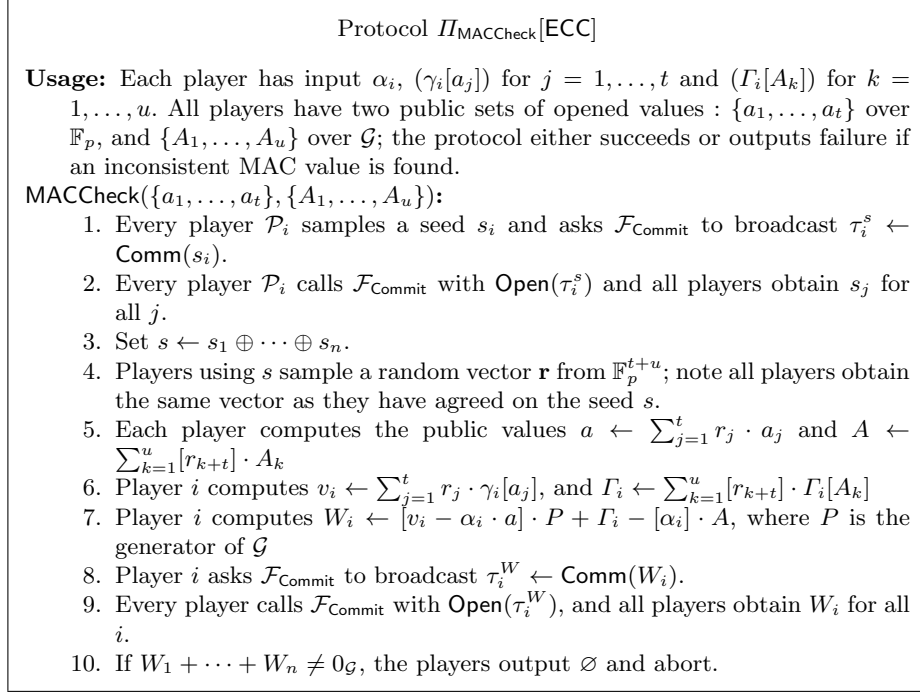 Protocol Π_MACCheck[ECC]
Usage: Each player has input α_i, (γ_i[a_j]) for j = 1, . . . , t and (Γ_i[A_k]) for k =
1, . . . , u. All players have two public sets of opened values : {a_1, . . . , a_t} over
𝔽_p, and {A_1, . . . , A_u} over 𝒢; the protocol either succeeds or outputs failure if
an inconsistent MAC value is found.
MACCheck({a_1, . . . , a_t}, {A_1, . . . , A_u}):
1. Every player 𝒫_i samples a seed s_i and asks ℱ_Commit to broadcast τ_i^s ←
Comm(s_i).
2. Every player 𝒫_i calls ℱ_Commit with Open(τ_i^s) and all players obtain s_j for
all j.
3. Set s ← s_1 ⊕ · · · ⊕ s_n.
4. Players using s sample a random vector r from 𝔽_p^{t+u}; note all players obtain
the same vector as they have agreed on the seed s.
5. Each player computes the public values a ← ∑_{j=1}^t r_j · a_j and A ←
∑_{k=1}^u [r_{k+t}] · A_k
6. Player i computes v_i ← ∑_{j=1}^t r_j · γ_i[a_j], and Γ_i ← ∑_{k=1}^u [r_{k+t}] · Γ_i[A_k]
7. Player i computes W_i ← [v_i − α_i · a] · P + Γ_i − [α_i] · A, where P is the
generator of 𝒢
8. Player i asks ℱ_Commit to broadcast τ_i^W ← Comm(W_i).
9. Every player calls ℱ_Commit with Open(τ_i^W), and all players obtain W_i for all
i.
10. If W_1 + · · · + W_n ≠ 0_𝒢, the players output ∅ and abort.